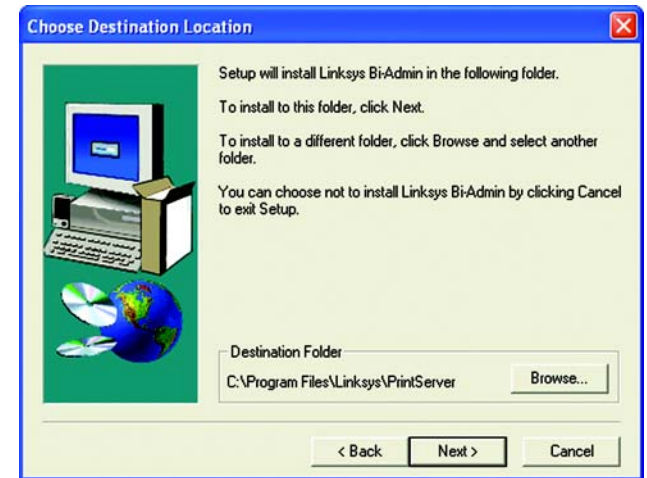 Choose Destination Location
Setup will install Linksys Bi-Admin in the following folder.
To install to this folder, click Next.
To install to a different folder, click Browse and select another
folder.
You can choose not to install Linksys Bi-Admin by clicking Cancel
to exit Setup.
Destination Folder
C:\Program Files\Linksys\PrintServer
Browse...
< Back
Next >
Cancel